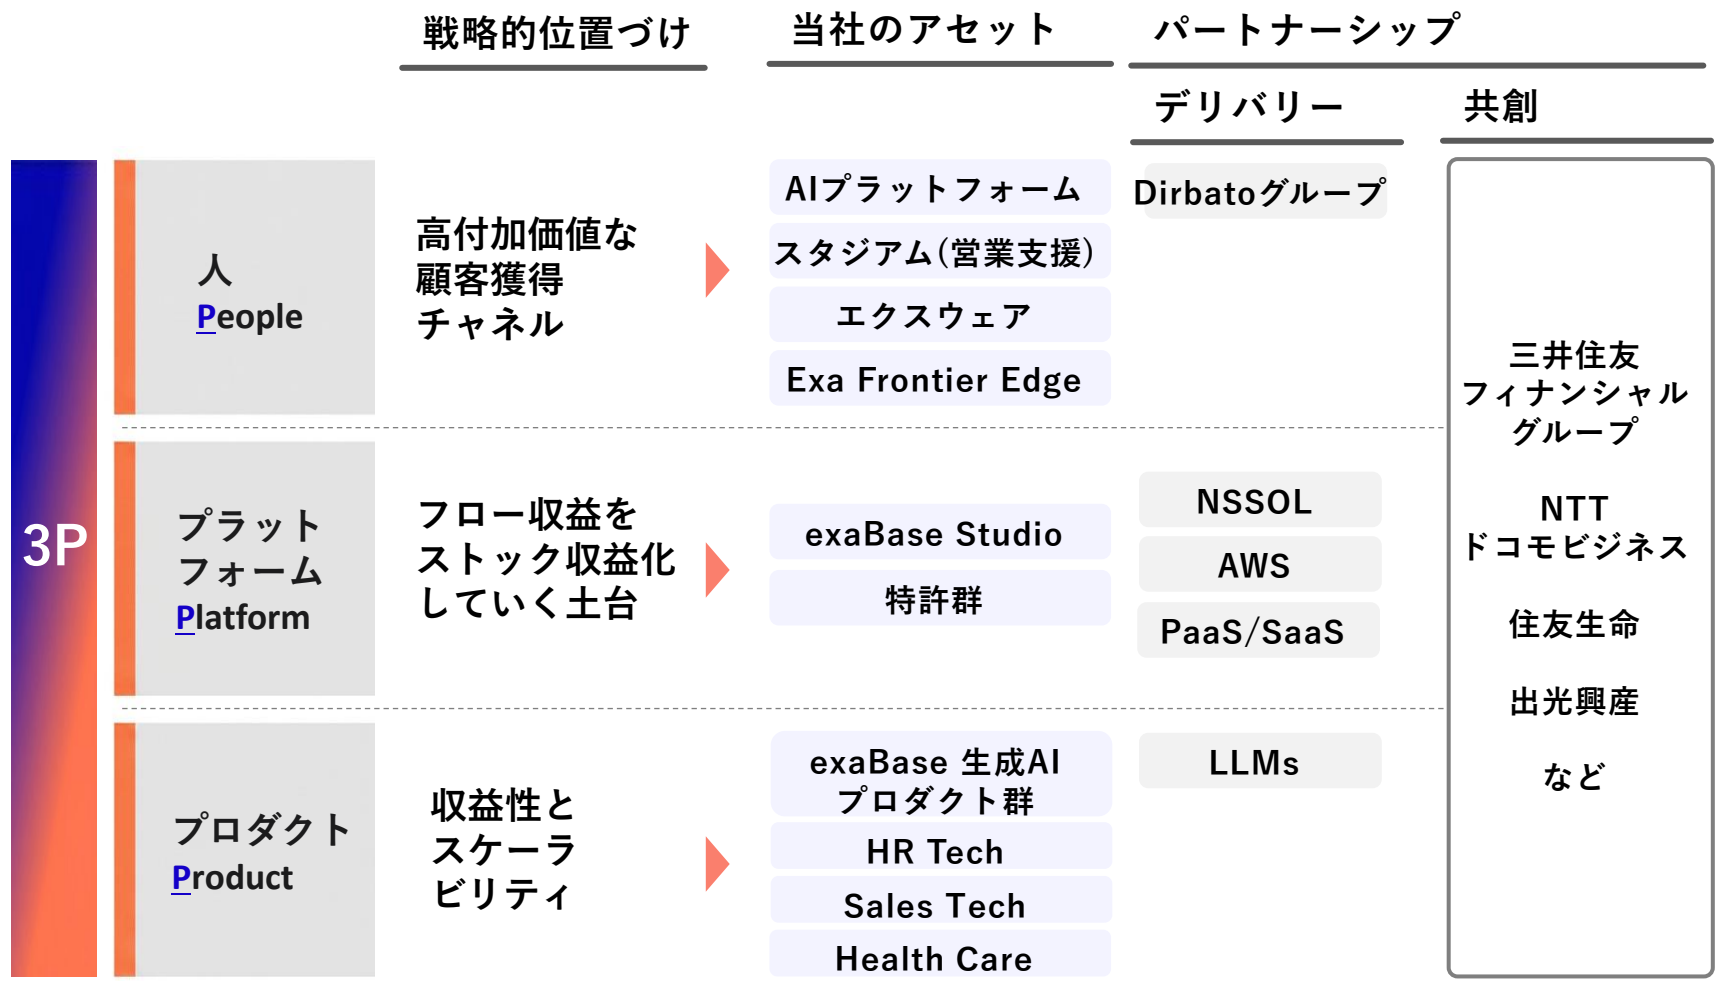 戦略的位置づけ
当社のアセット
パートナーシップ
デリバリー
共創
3P
人
People
高付加価値な
顧客獲得
チャネル
AIプラットフォーム
スタジアム(営業支援)
エクスウェア
Exa Frontier Edge
Dirbatoグループ
プラット
フォーム
Platform
フロー収益を
ストック収益化
していく土台
exaBase Studio
特許群
NSSOL
AWS
PaaS/SaaS
プロダクト
Product
収益性と
スケーラ
ビリティ
exaBase 生成AI
プロダクト群
HR Tech
Sales Tech
Health Care
LLMs
三井住友
フィナンシャル
グループ
NTT
ドコモビジネス
住友生命
出光興産
など